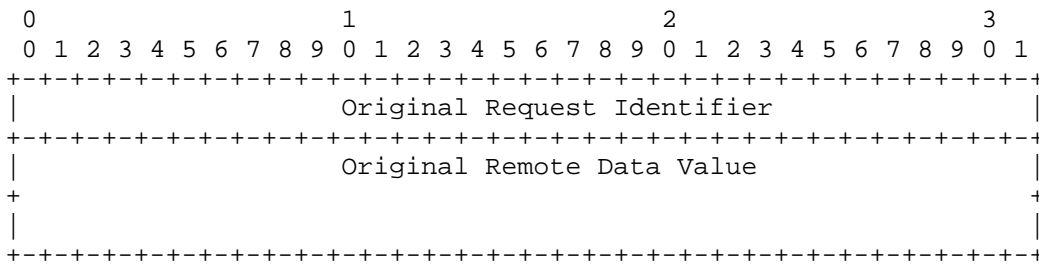 0                   1                   2                   3
 0 1 2 3 4 5 6 7 8 9 0 1 2 3 4 5 6 7 8 9 0 1 2 3 4 5 6 7 8 9 0 1
+-+-+-+-+-+-+-+-+-+-+-+-+-+-+-+-+-+-+-+-+-+-+-+-+-+-+-+-+-+-+-+-+
|                    Original Request Identifier                |
+-+-+-+-+-+-+-+-+-+-+-+-+-+-+-+-+-+-+-+-+-+-+-+-+-+-+-+-+-+-+-+-+
|                    Original Remote Data Value                 |
+                                                               +
|                                                               |
+-+-+-+-+-+-+-+-+-+-+-+-+-+-+-+-+-+-+-+-+-+-+-+-+-+-+-+-+-+-+-+-+